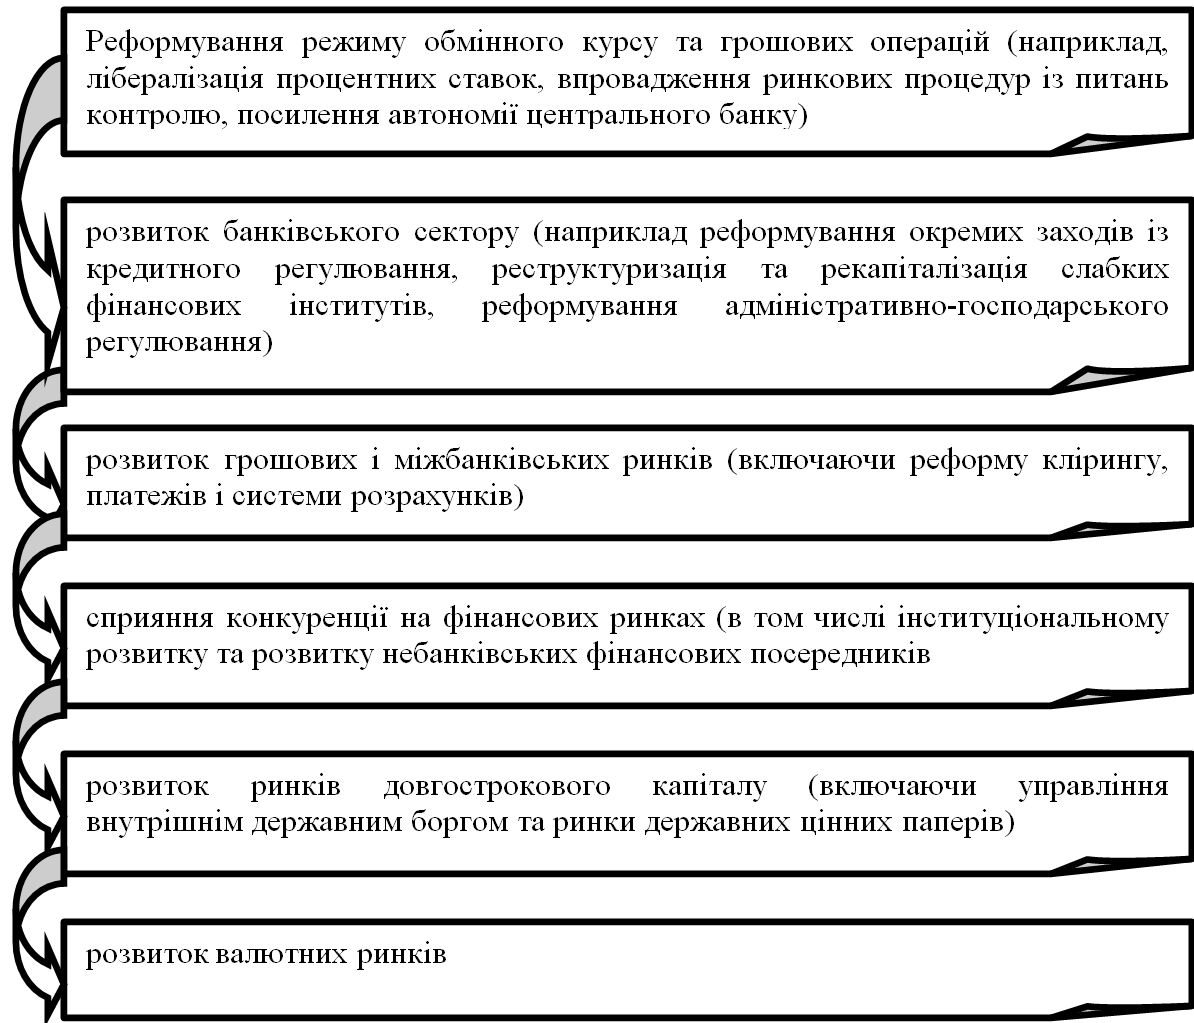 Реформування режиму обмінного курсу та грошових операцій (наприклад,
лібералізація процентних ставок, впровадження ринкових процедур із питань
контролю, посилення автономії центрального банку)
розвиток банківського сектору (наприклад реформування окремих заходів із
кредитного регулювання, реструктуризація та рекапіталізація слабких
фінансових інститутів, реформування адміністративно-господарського
регулювання)
розвиток грошових і міжбанківських ринків (включаючи реформу клірингу,
платежів і системи розрахунків)
сприяння конкуренції на фінансових ринках (в том числі інституціональному
розвитку та розвитку небанківських фінансових посередників
розвиток ринків довгострокового капіталу (включаючи управління
внутрішнім державним боргом та ринки державних цінних паперів)
розвиток валютних ринків